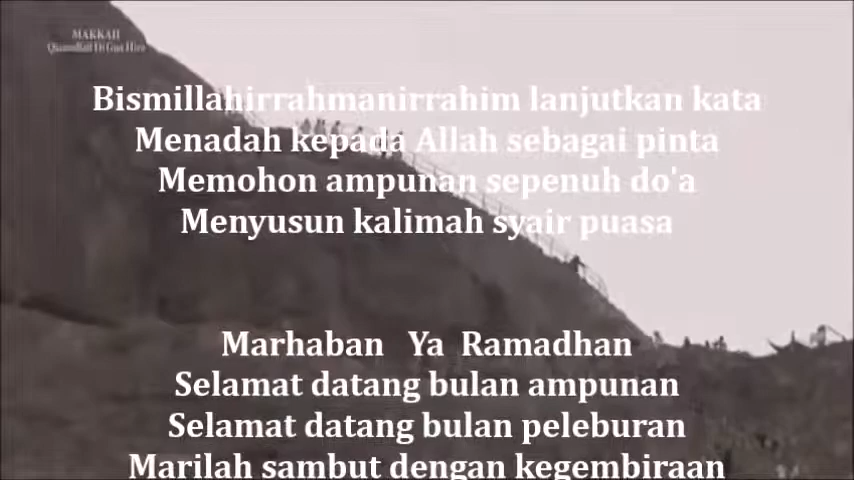 MAKKAH
Bismillahirrahmanirrahim lanjutkan kata
Menadah kepada Allah sebagai pinta
Memohon ampunan sepenuh do'a
Menyusun kalimah syair puasa
Marhaban Ya Ramadhan
Selamat datang bulan ampunan
Selamat datang bulan peleburan
Marilah sambut dengan kegembiraan